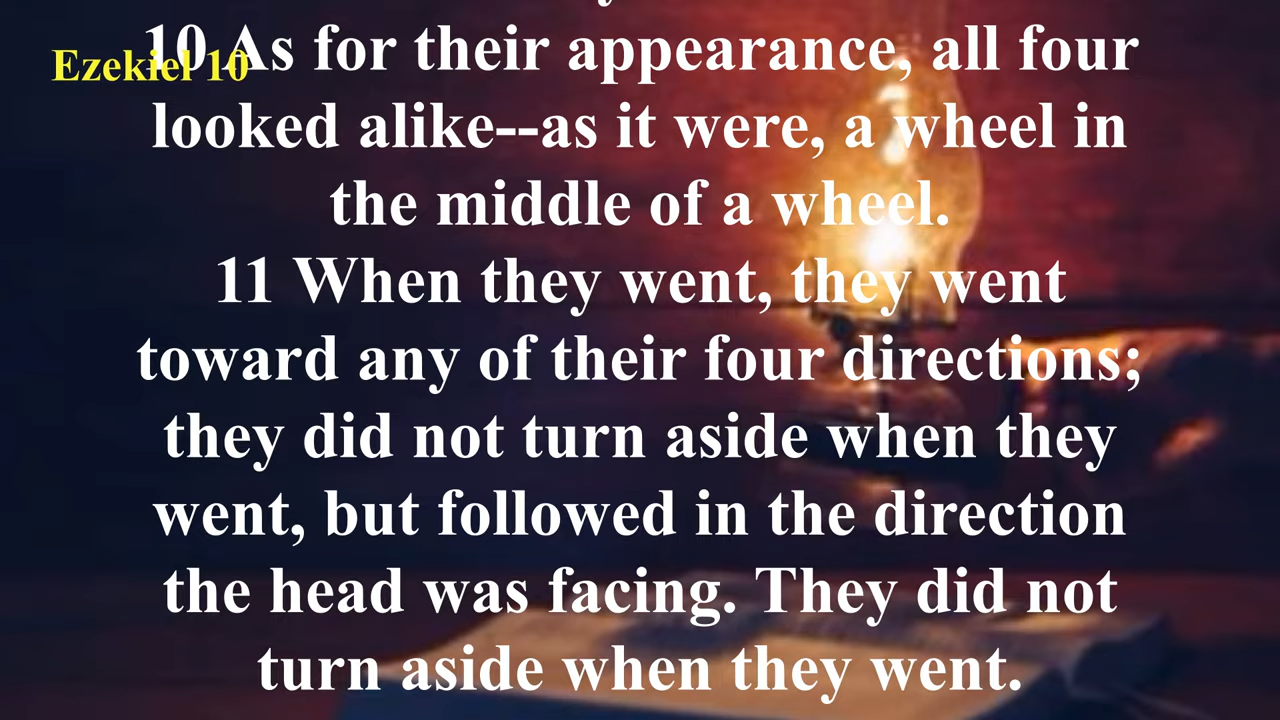 Ezekiel 10
10 As for their appearance, all four
looked alike--as it were, a wheel in
the middle of a wheel.
11 When they went, they went
toward any of their four directions;
they did not turn aside when they
went, but followed in the direction
the head was facing. They did not
turn aside when they went.